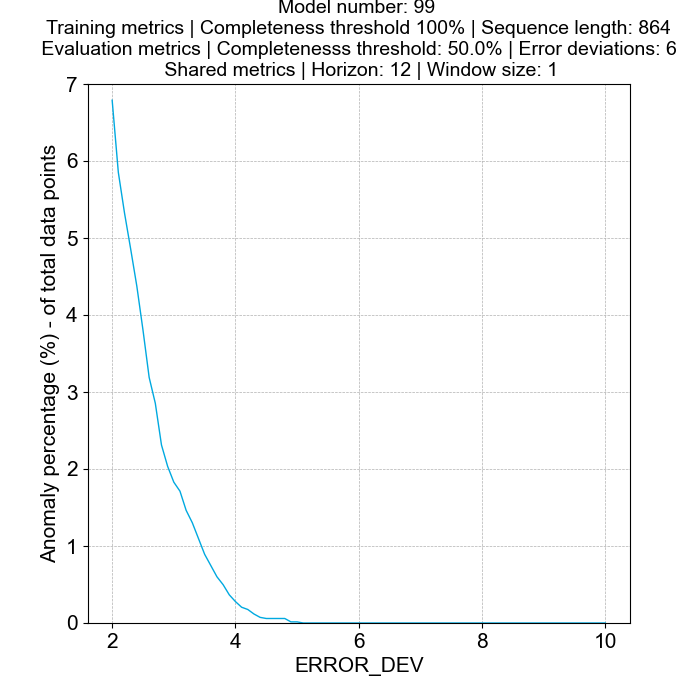 Model number: 99
Training metrics | Completeness threshold 100% | Sequence length: 864
Evaluation metrics | Completenesss threshold: 50.0% | Error deviations: 6
Shared metrics | Horizon: 12 | Window size: 1
7
6
5
4
3
2
1
0
Anomaly percentage (%) - of total data points
2 4 6 8 10
ERROR_DEV